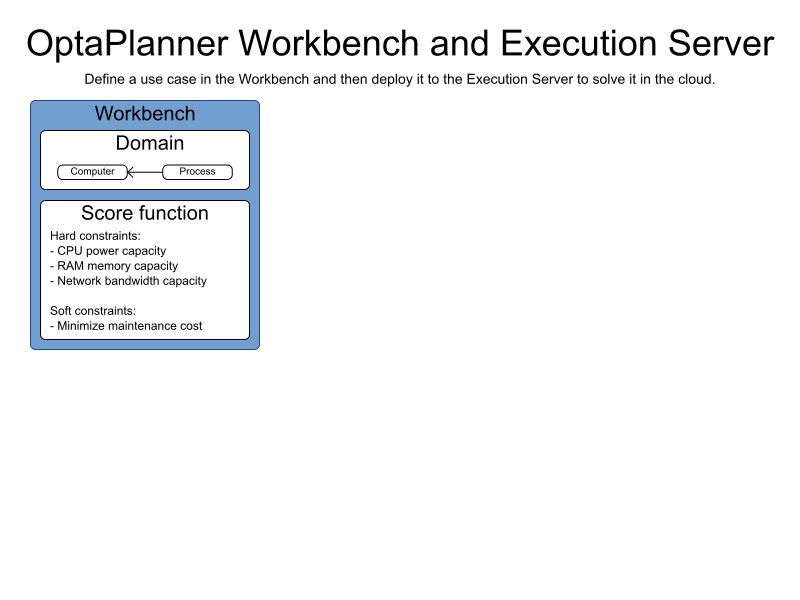 OptaPlanner Workbench and Execution Server
Define a use case in the Workbench and then deploy it to the Execution Server to solve it in the cloud.
Workbench
Domain
Computer
Process
Score function
Hard constraints:
- CPU power capacity
- RAM memory capacity
- Network bandwidth capacity
Soft constraints:
- Minimize maintenance cost